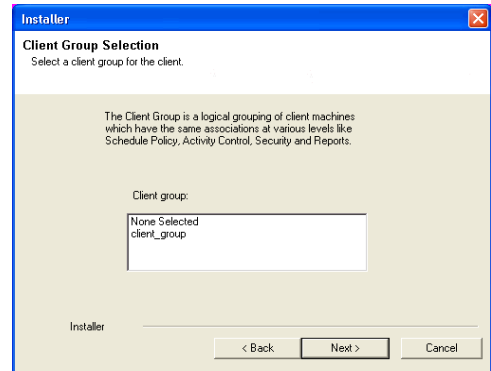 Installer
Client Group Selection
Select a client group for the client.
The Client Group is a logical grouping of client machines
which have the same associations at various levels like
Schedule Policy, Activity Control, Security and Reports.
Client group:
None Selected
client_group
Installer
< Back
Next >
Cancel